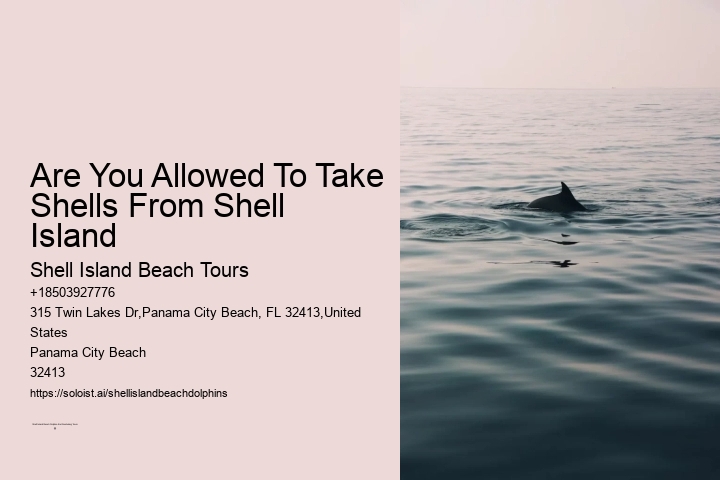 Are You Allowed To Take
Shells From Shell
Island
Shell Island Beach Tours
+18503927776
315 Twin Lakes Dr,Panama City Beach, FL 32413,United
States
Panama City Beach
32413
https://soloist.ai/shellislandbeachdolphins